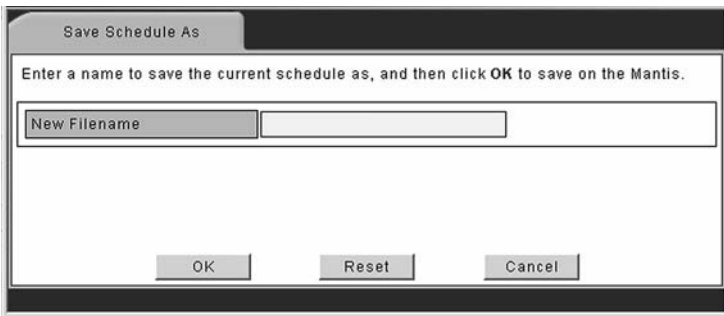 Save Schedule As
Enter a name to save the current schedule as, and then click OK to save on the Mantis.
New Filename
OK Reset Cancel